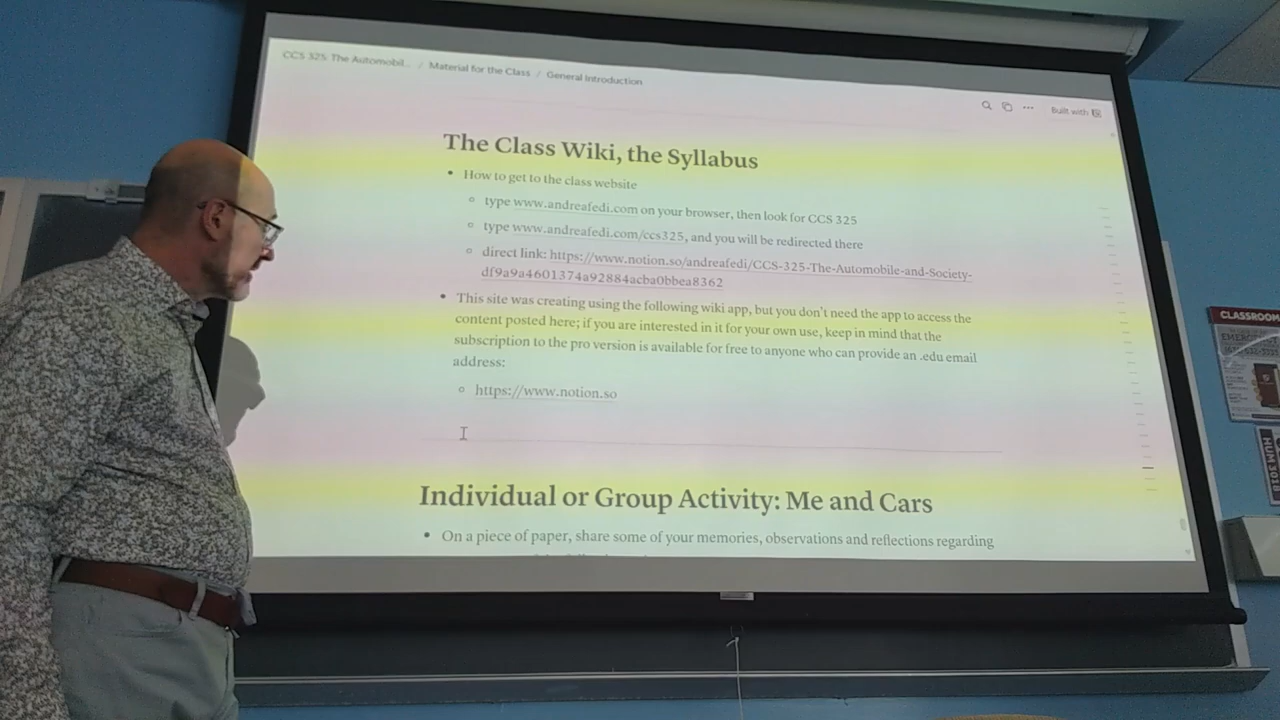 CCS 325: The Automobil... / Material for the Class / General Introduction
Built with
The Class Wiki, the Syllabus
• How to get to the class website
◦ type www.andreafedi.com on your browser, then look for CCS 325
◦ type www.andreafedi.com/ccs325, and you will be redirected there
◦ direct link: https://www.notion.so/andreafedi/CCS-325-The-Automobile-and-Society-
df9a9a4601374a92884acba0bbea8362
• This site was creating using the following wiki app, but you don't need the app to access the
content posted here; if you are interested in it for your own use, keep in mind that the
subscription to the pro version is available for free to anyone who can provide an .edu email
address:
◦ https://www.notion.so
Individual or Group Activity: Me and Cars
• On a piece of paper, share some of your memories, observations and reflections regarding
CLASSROOM
HUM 3018